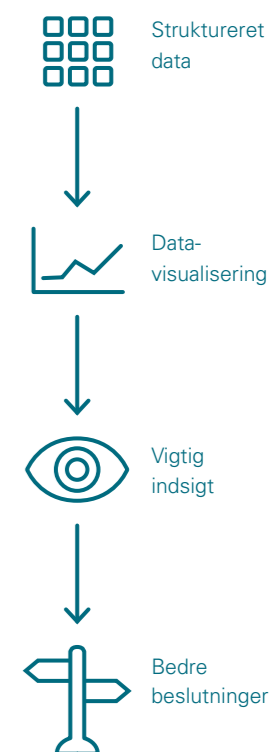 Struktureret
data
Data-
visualisering
Vigtig
indsigt
Bedre
beslutninger